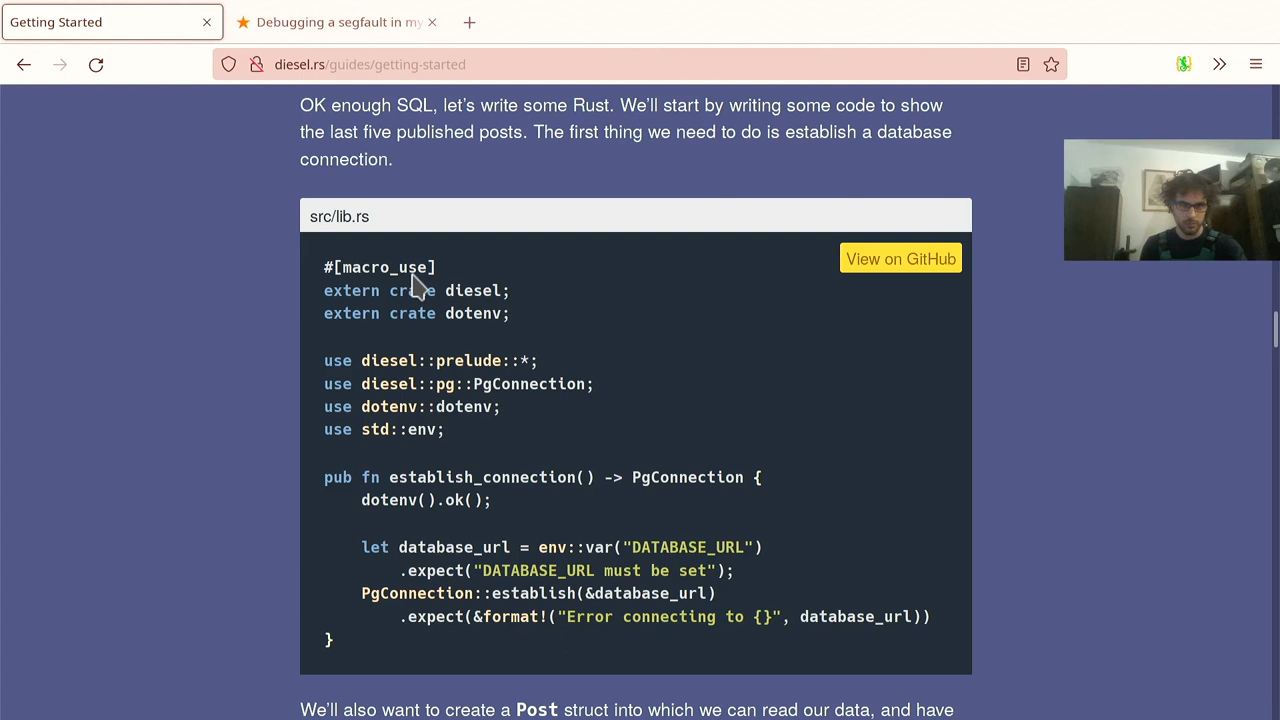 Getting Started
Debugging a segfault in my
diesel.rs/guides/getting-started
OK enough SQL, let’s write some Rust. We’ll start by writing some code to show
the last five published posts. The first thing we need to do is establish a database
connection.
src/lib.rs
View on GitHub
#[macro_use]
extern crate diesel;
extern crate dotenv;
use diesel::prelude::*;
use diesel::pg::PgConnection;
use dotenv::dotenv;
use std::env;
pub fn establish_connection() -> PgConnection {
    dotenv().ok();
    let database_url = env::var("DATABASE_URL")
        .expect("DATABASE_URL must be set");
    PgConnection::establish(&database_url)
        .expect(&format!("Error connecting to {}", database_url))
}
We’ll also want to create a Post struct into which we can read our data, and have